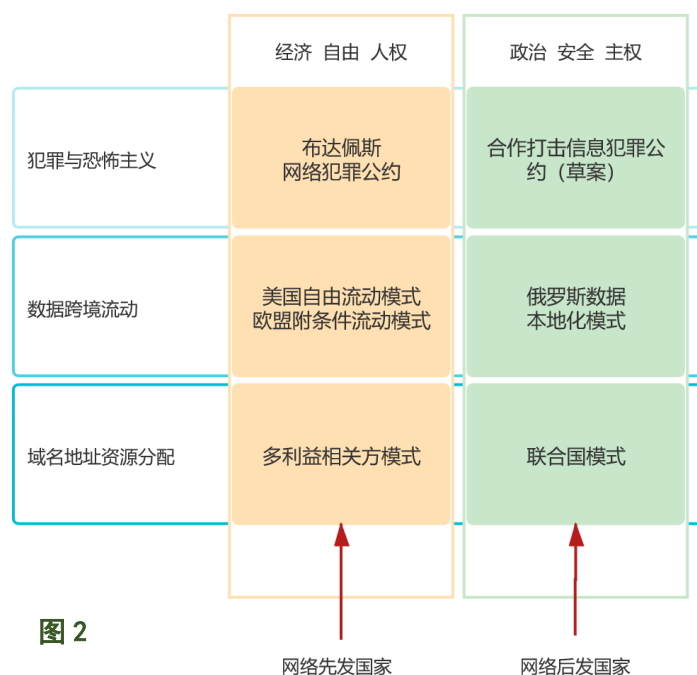 经济 自由 人权
政治 安全 主权
犯罪与恐怖主义
布达佩斯
网络犯罪公约
合作打击信息犯罪公
约（草案）
数据跨境流动
美国自由流动模式
欧盟附条件流动模式
俄罗斯数据
本地化模式
域名地址资源分配
多利益相关方模式
联合国模式
图 2
网络先发国家
网络后发国家